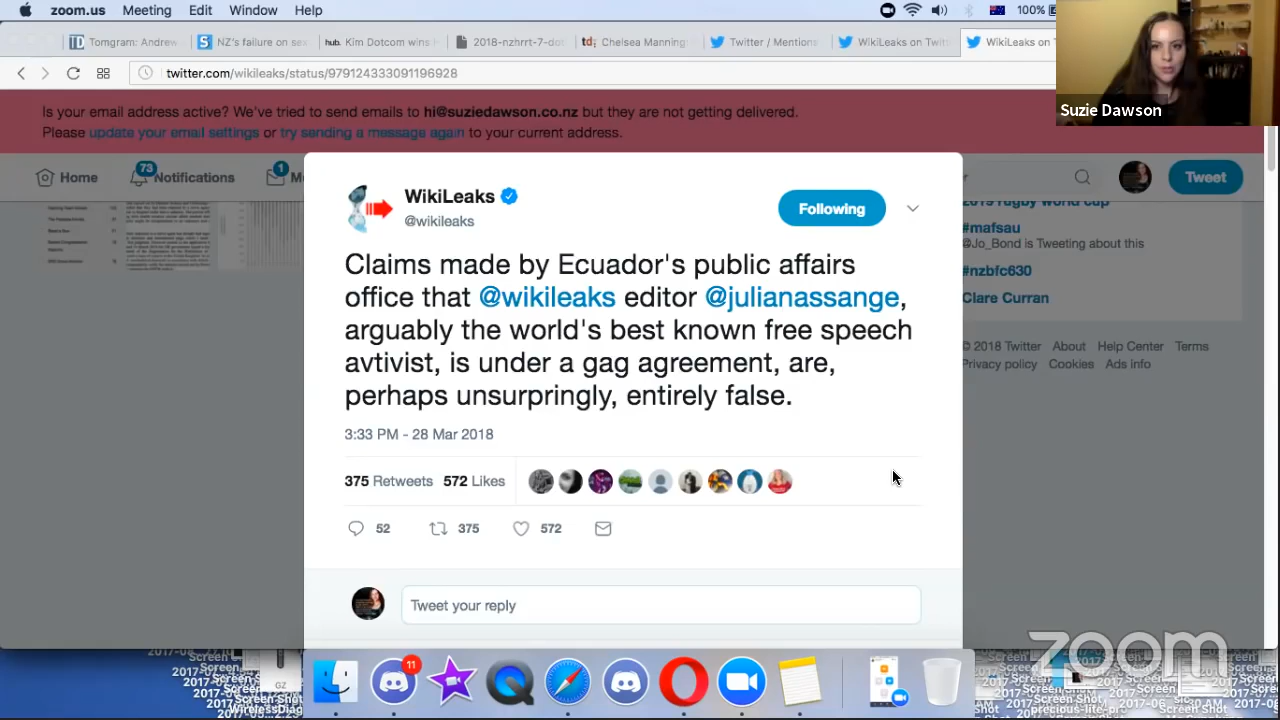 zoom.us Meeting Edit Window Help 100%
Tomgram: Andrew
NZ's failure on sex
hub. Kim Dotcom wins
2018-nzhrrt-7-dot
td: Chelsea Manning
Twitter / Mentions
WikiLeaks on Twit
WikiLeaks on T
twitter.com/wikileaks/status/979124333091196928
Suzie Dawson
Is your email address active? We've tried to send emails to hi@suziedawson.co.nz but they are not getting delivered.
Please update your email settings or try sending a message again to your current address.
Home
73
Notifications
1
M
Tweet
WikiLeaks
@wikileaks
Following
Claims made by Ecuador's public affairs
office that @wikileaks editor @julianassange,
arguably the world's best known free speech
avtivist, is under a gag agreement, are,
perhaps unsurpringly, entirely false.
3:33 PM - 28 Mar 2018
375 Retweets 572 Likes
52 375 572
Tweet your reply
2019 rugby world cup
#mafsau
@Jo_Bond is Tweeting about this
#nzbfc630
Clare Curran
© 2018 Twitter About Help Center Terms
Privacy policy Cookies Ads info
11
zoom